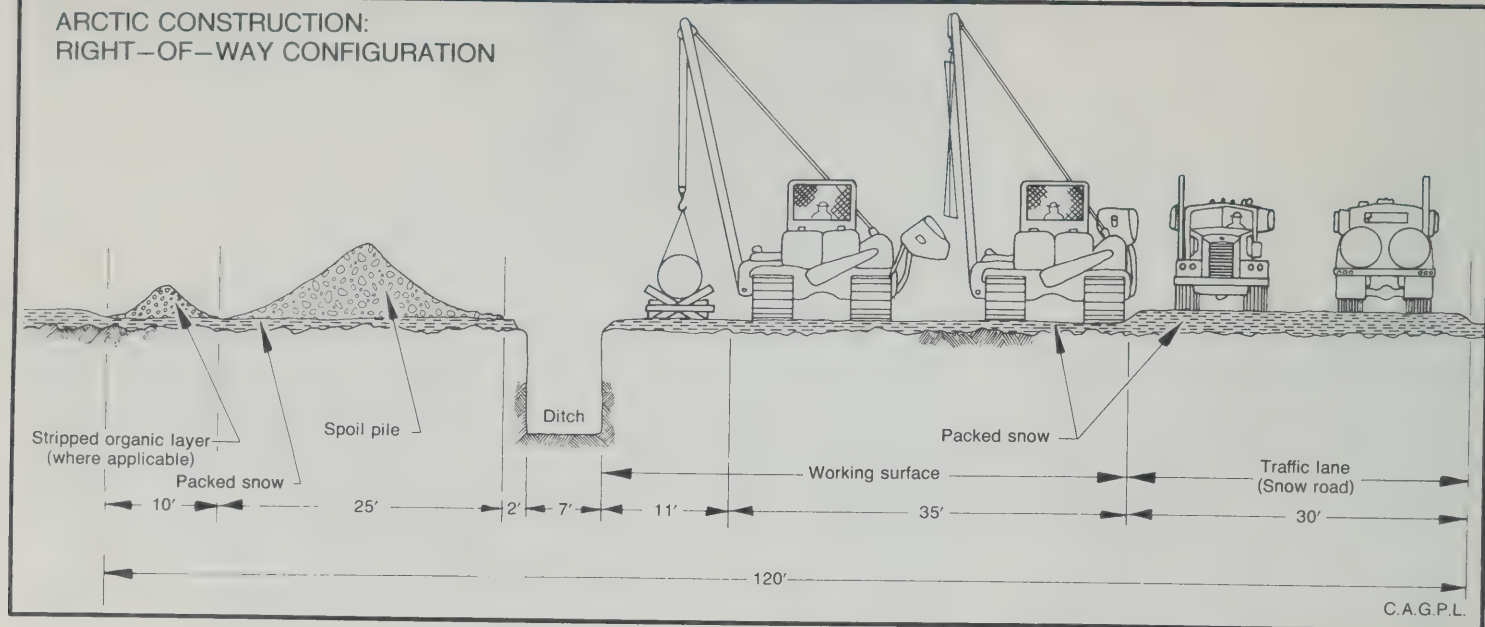 ARCTIC CONSTRUCTION:
RIGHT–OF–WAY CONFIGURATION
Ditch
Stripped organic layer
(where applicable)
Spoil pile
Packed snow
Packed snow
Working surface
Traffic lane
(Snow road)
10′
25′
2′
7′
11′
35′
30′
120′
C.A.G.P.L.